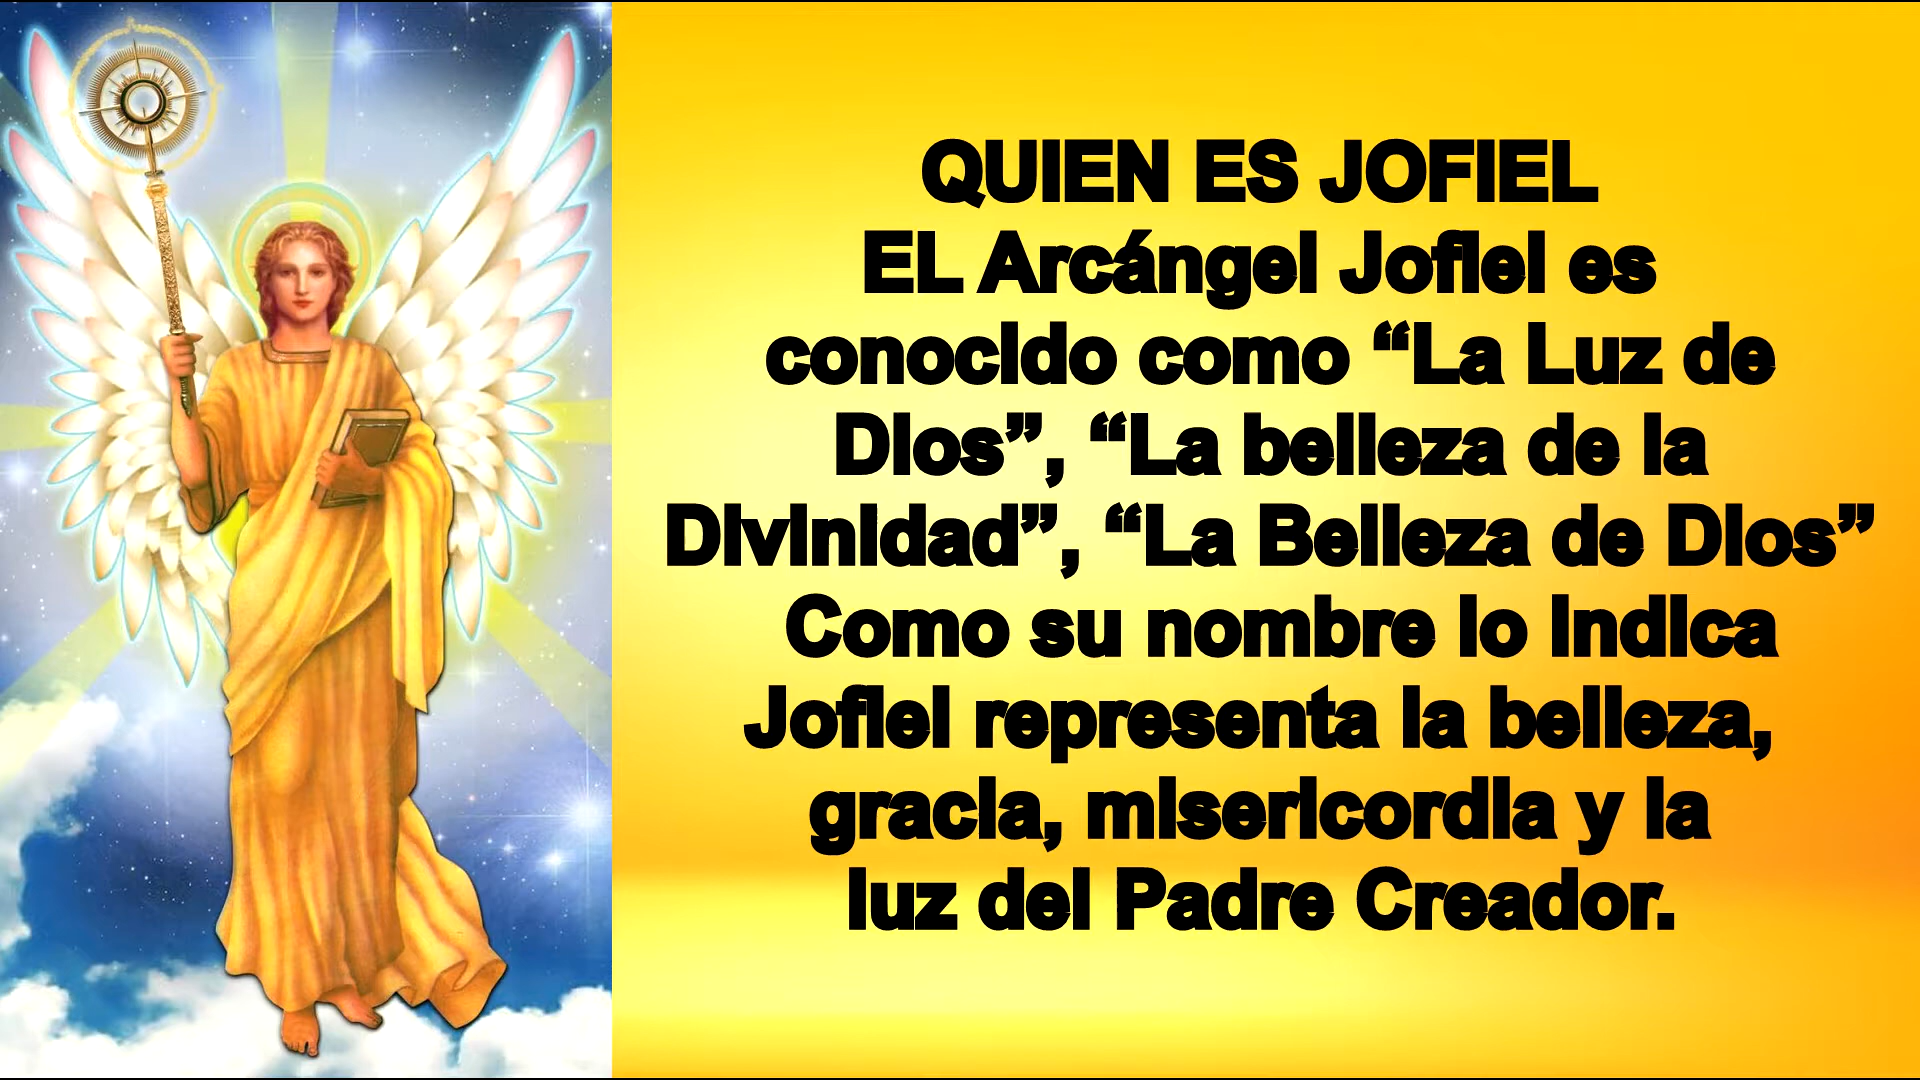 QUIEN ES JOFIEL
EL Arcángel Jofiel es
conocido como “La Luz de
Dios”, “La belleza de la
Divinidad”, “La Belleza de Dios”
Como su nombre lo indica
Jofiel representa la belleza,
gracia, misericordia y la
luz del Padre Creador.